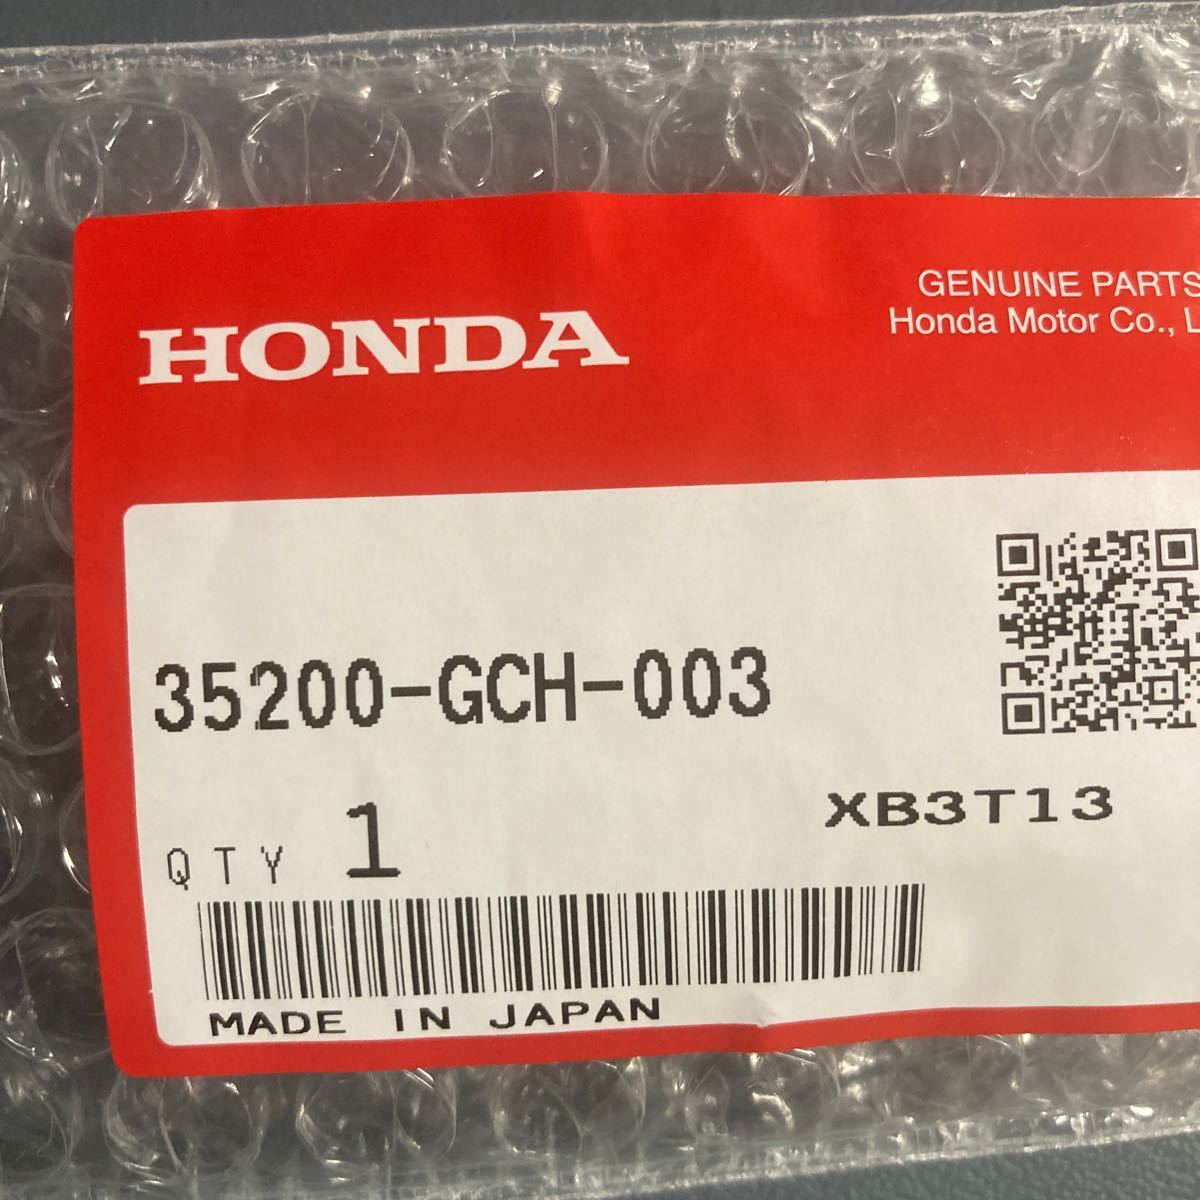 HONDA
GENUINE PARTS
Honda Motor Co., L
35200-GCH-003
XB3T13
QTY 1
MADE IN JAPAN